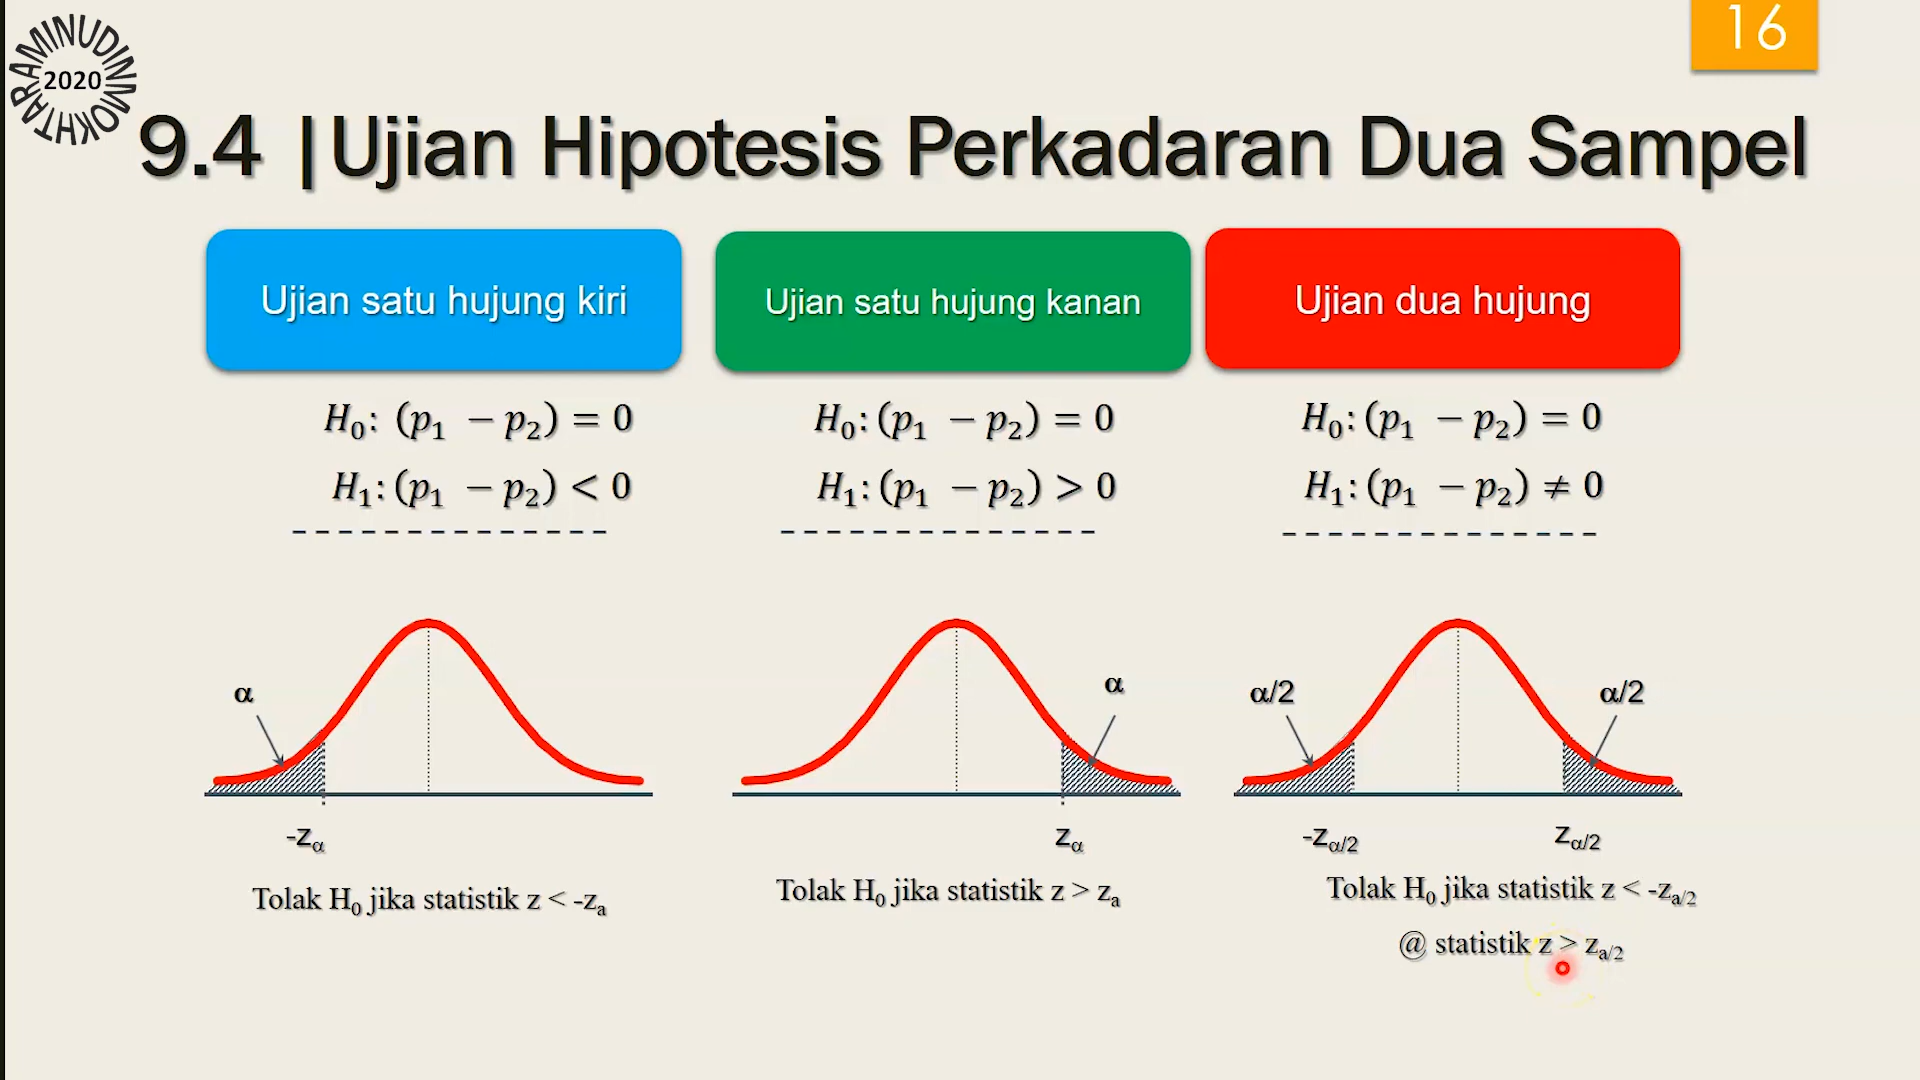 16
AMINUDIN MOKHTAR
2020
9.4 |Ujian Hipotesis Perkadaran Dua Sampel
Ujian satu hujung kiri
H₀: (p₁ − p₂) = 0
H₁: (p₁ − p₂) < 0
α
-zα
Tolak H₀ jika statistik z < -zₐ
Ujian satu hujung kanan
H₀: (p₁ − p₂) = 0
H₁: (p₁ − p₂) > 0
α
zα
Tolak H₀ jika statistik z > zₐ
Ujian dua hujung
H₀: (p₁ − p₂) = 0
H₁: (p₁ − p₂) ≠ 0
α/2
α/2
-zα/2
zα/2
Tolak H₀ jika statistik z < -zₐ/₂
@ statistik z > zₐ/₂